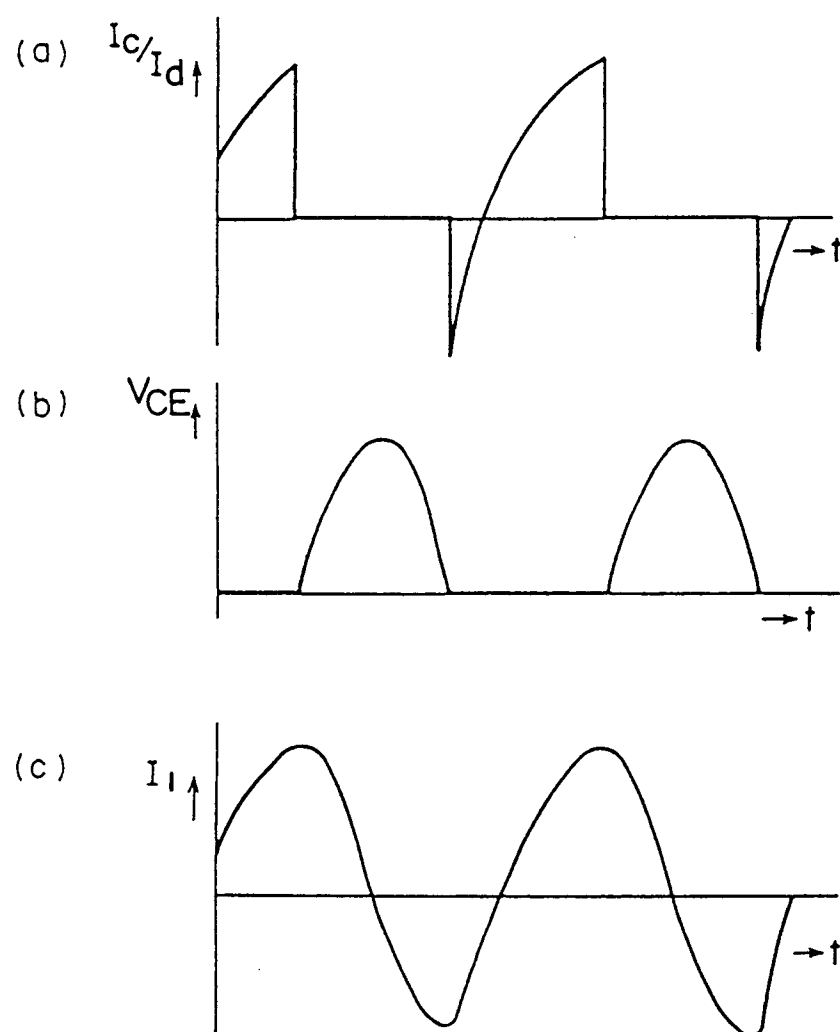 (a) Ic/Id ↑
→ t
(b) VCE ↑
→ t
(c) I1 ↑
→ t